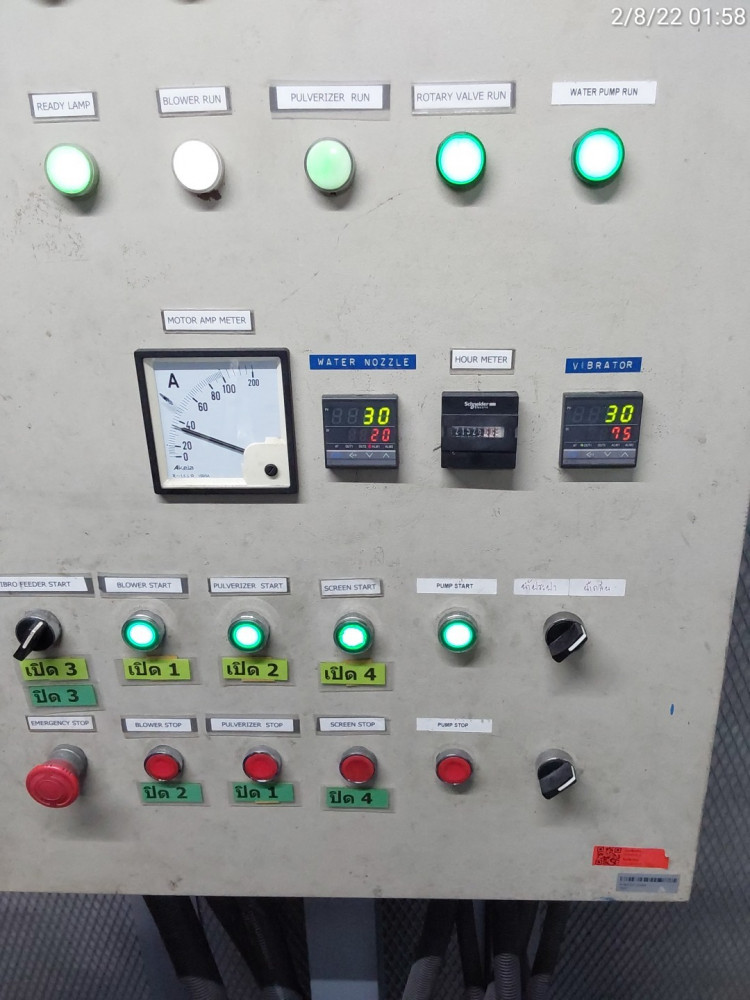 2/8/22 01:58
READY LAMP
BLOWER RUN
PULVERIZER RUN
ROTARY VALVE RUN
WATER PUMP RUN
MOTOR AMP METER
WATER NOZZLE
HOUR METER
VIBRATOR
A
0
20
40
60
80
100
200
30
20
Schneider
30
75
IBRO FEEDER START
BLOWER START
PULVERIZER START
SCREEN START
PUMP START
เปิด 3
เปิด 1
เปิด 2
เปิด 4
ปิด 3
EMERGENCY STOP
BLOWER STOP
PULVERIZER STOP
SCREEN STOP
PUMP STOP
ปิด 2
ปิด 1
ปิด 4